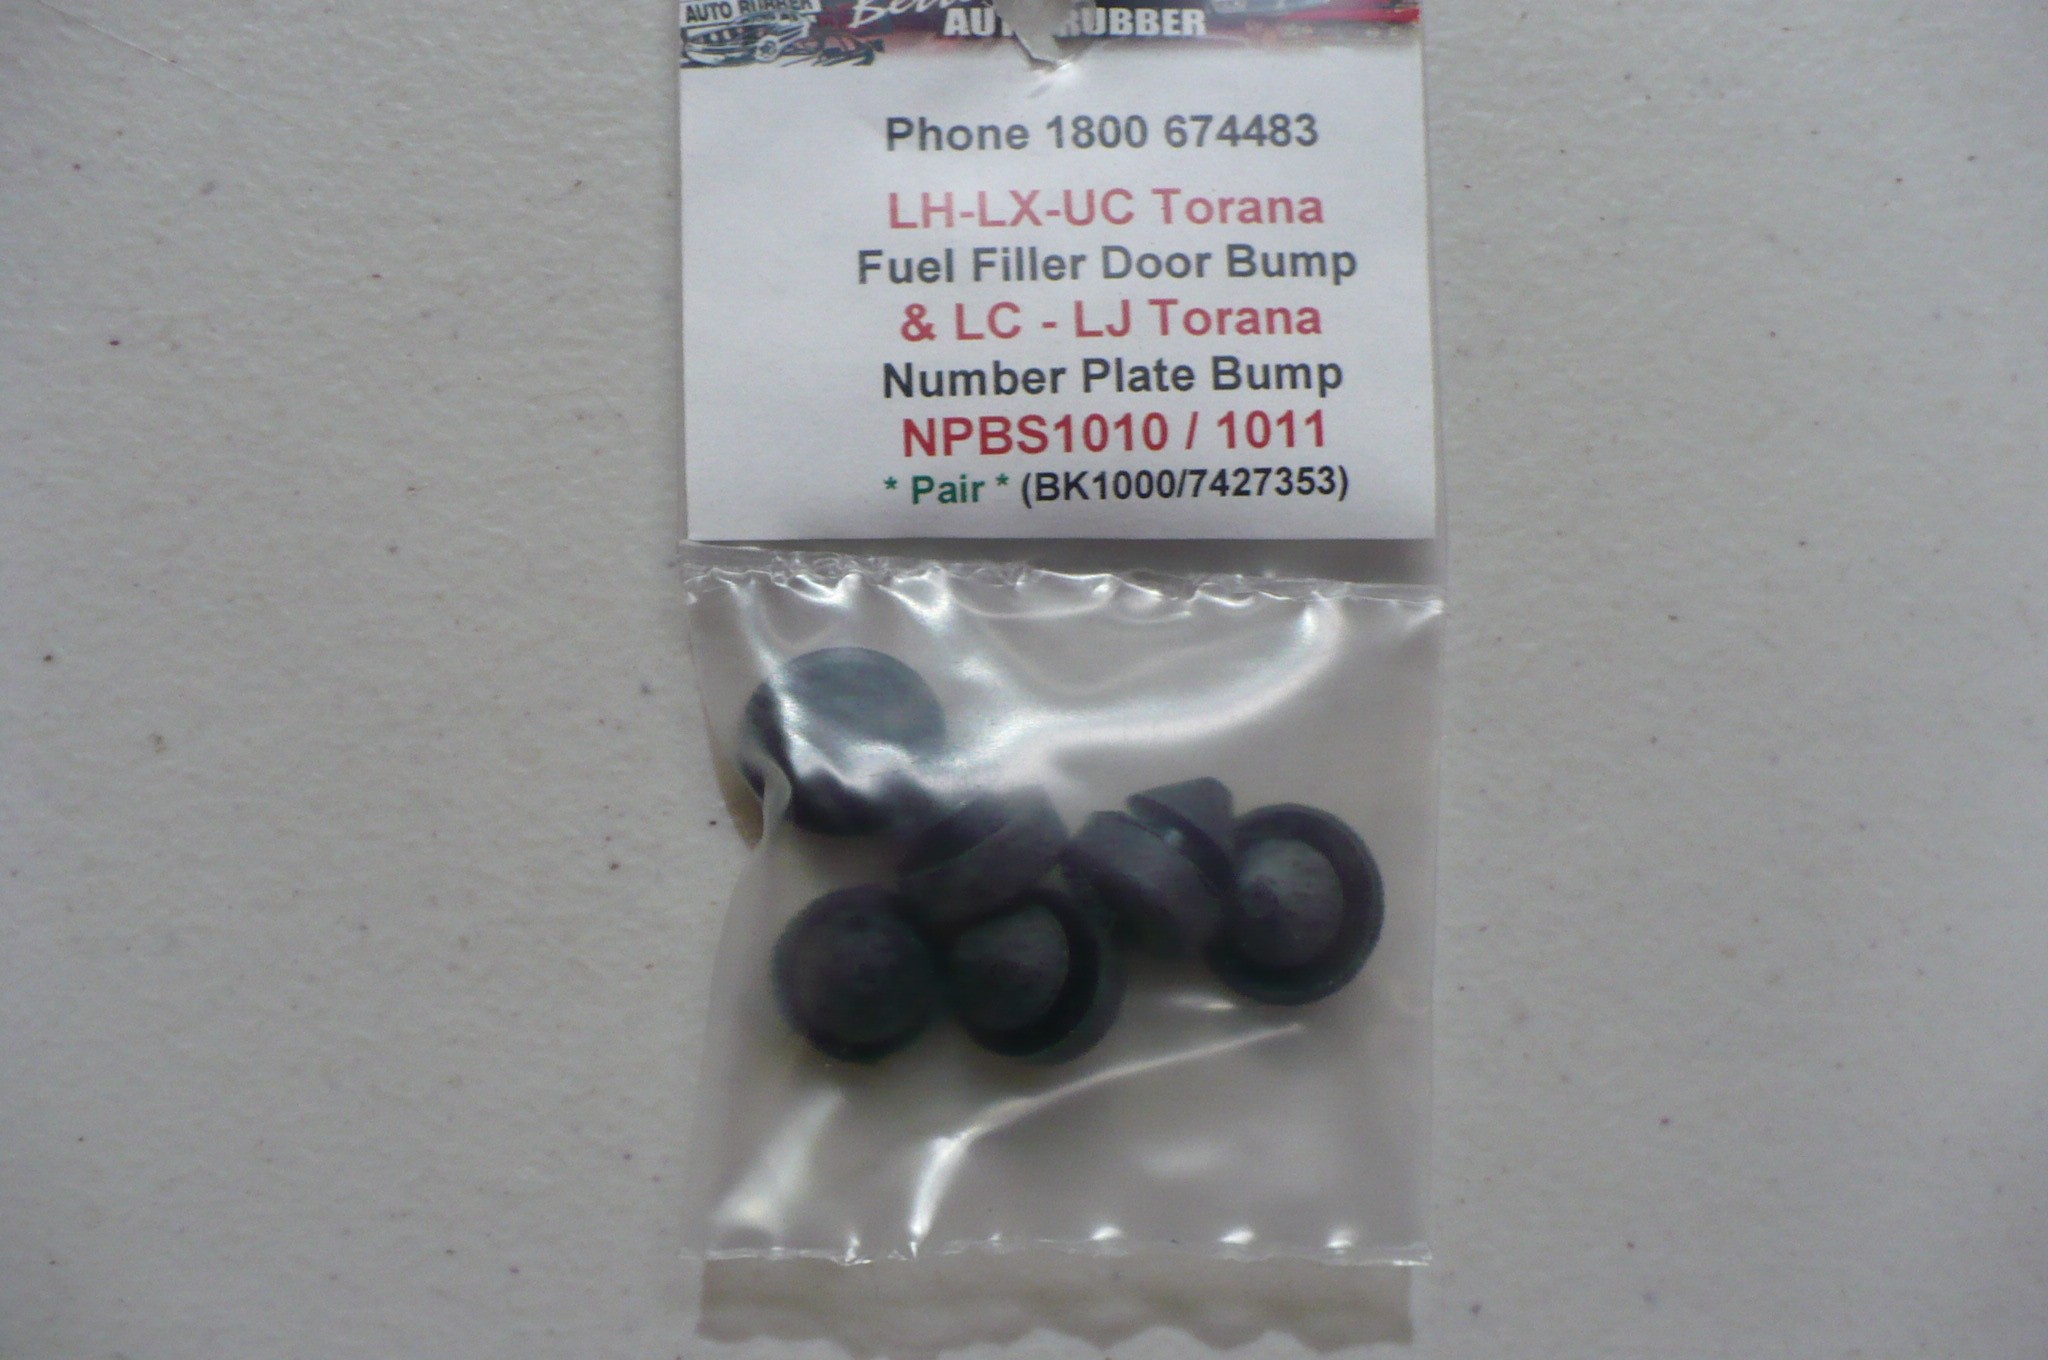 AUTO RUBBER
Phone 1800 674483
LH-LX-UC Torana
Fuel Filler Door Bump
& LC - LJ Torana
Number Plate Bump
NPBS1010 / 1011
* Pair * (BK1000/7427353)